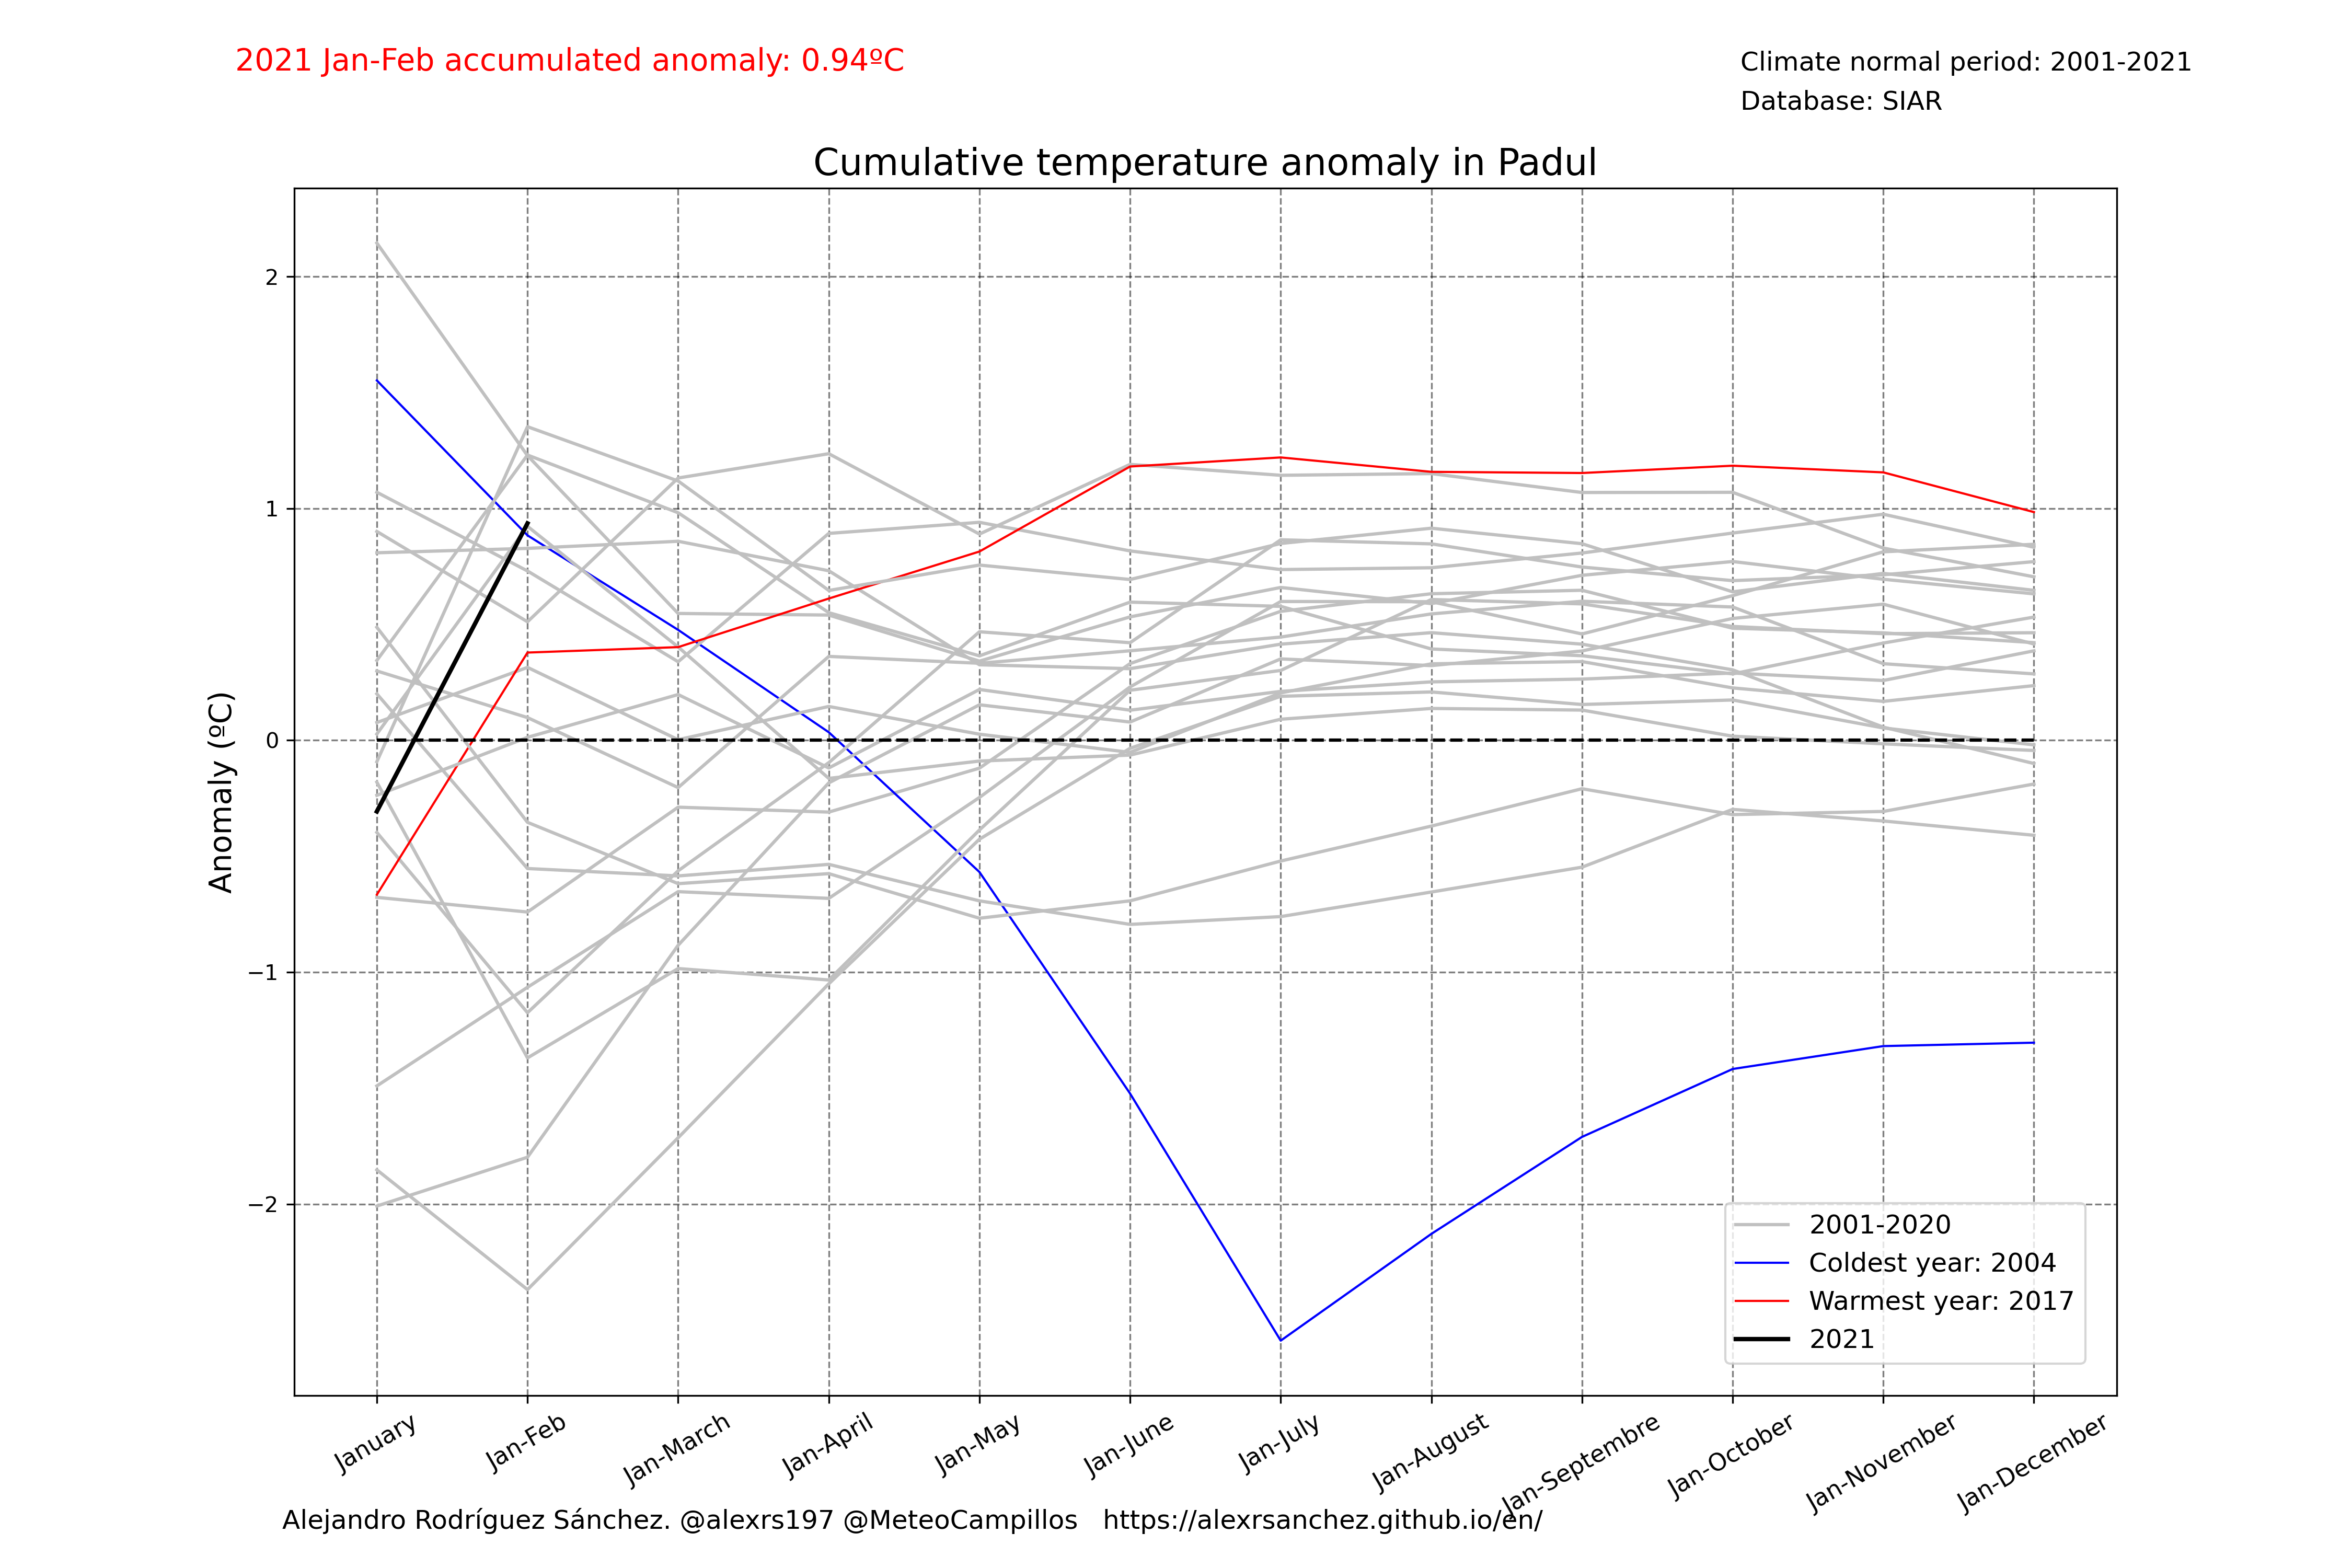 2021 Jan-Feb accumulated anomaly: 0.94ºC
Climate normal period: 2001-2021
Database: SIAR
Cumulative temperature anomaly in Padul
Anomaly (ºC)
2
1
0
−1
−2
2001-2020
Coldest year: 2004
Warmest year: 2017
2021
January
Jan-Feb
Jan-March
Jan-April
Jan-May
Jan-June
Jan-July
Jan-August
Jan-Septembre
Jan-October
Jan-November
Jan-December
Alejandro Rodríguez Sánchez. @alexrs197 @MeteoCampillos   https://alexrsanchez.github.io/en/